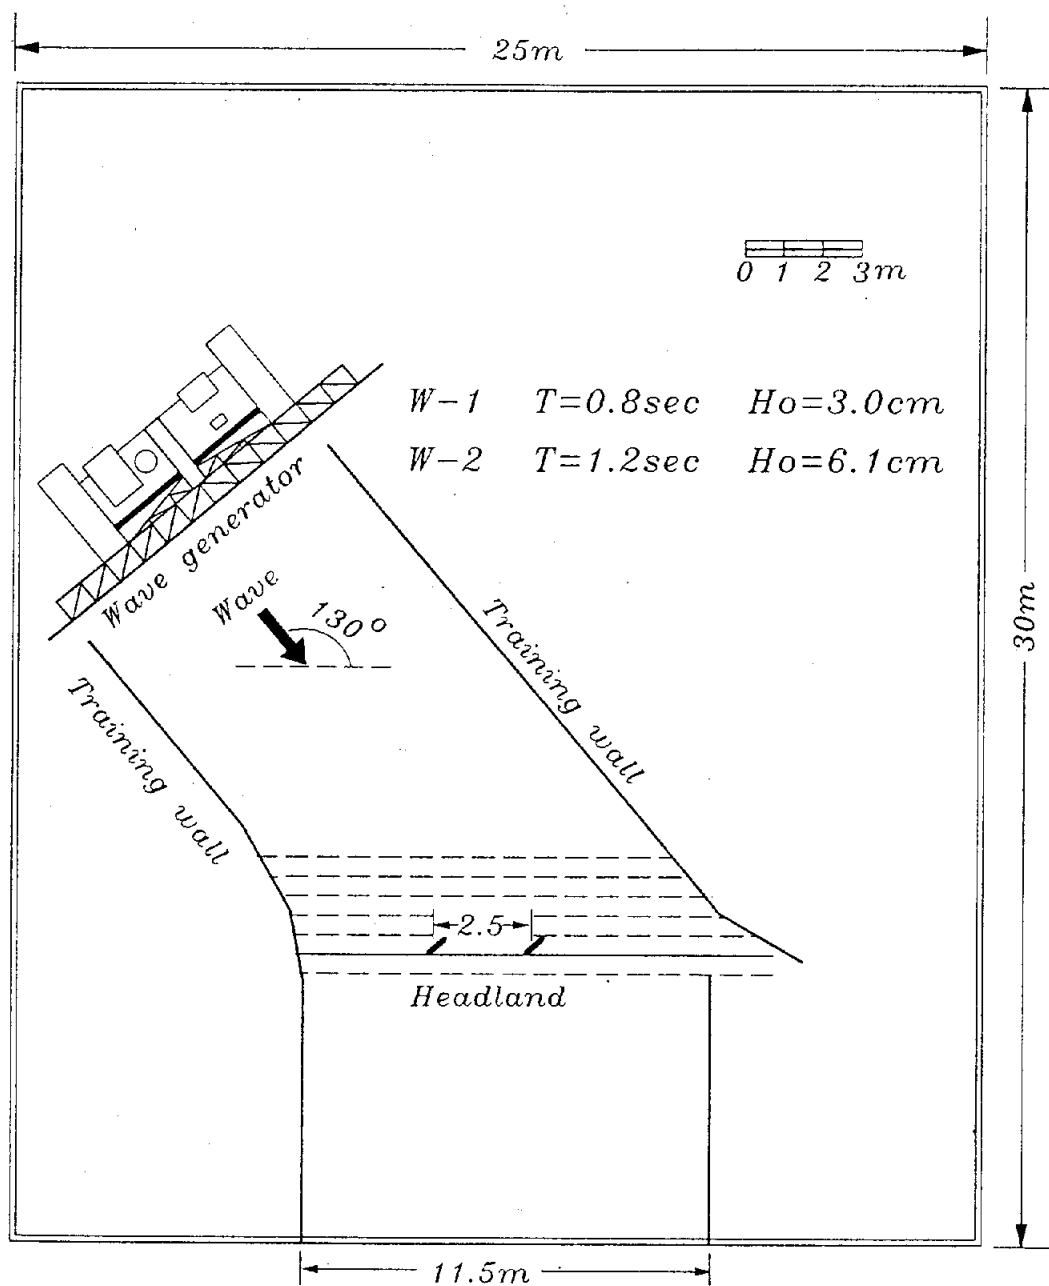 25m
0 1 2 3m
W-1 T=0.8sec Ho=3.0cm
W-2 T=1.2sec Ho=6.1cm
Wave generator
Wave
130°
Training wall
Training wall
30m
2.5
Headland
11.5m